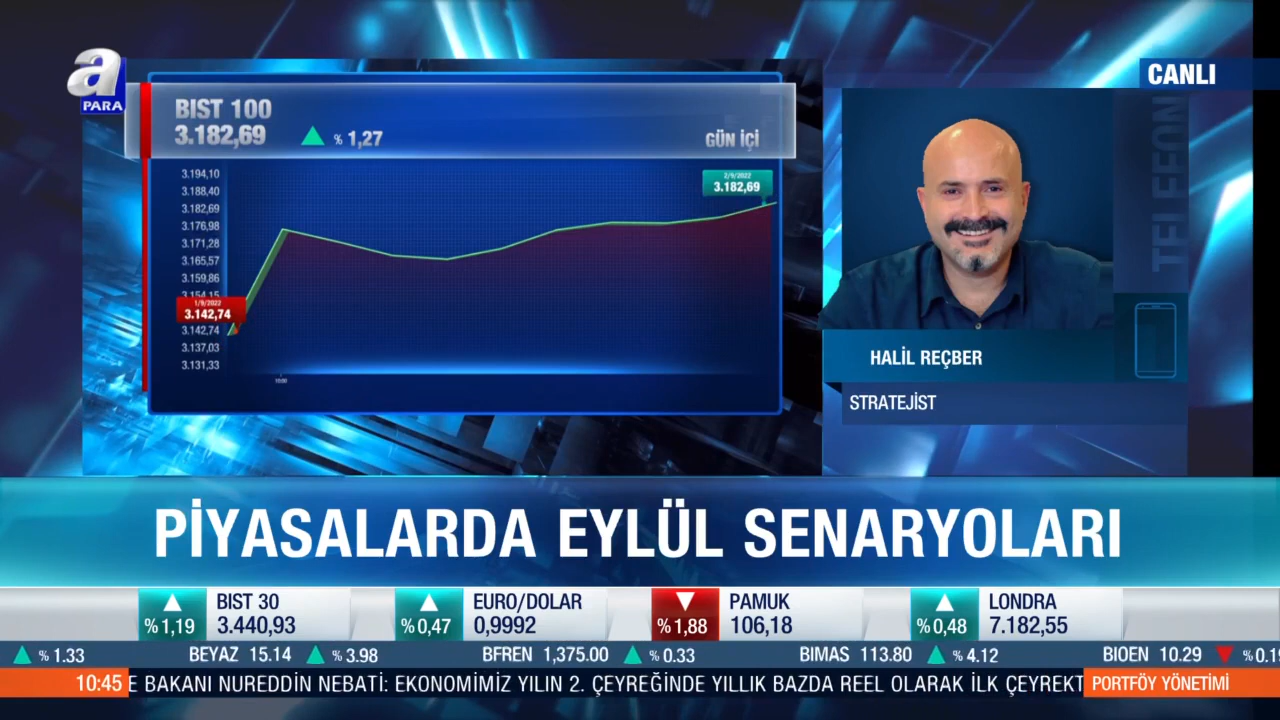 a
PARA
CANLI
BIST 100
3.182,69 % 1,27
GÜN İÇİ
3.194,10
3.188,40
3.182,69
3.176,98
3.171,28
3.165,57
3.159,86
3.154,15
3.142,74
3.137,03
3.131,33
1/9/2022
3.142,74
2/9/2022
3.182,69
10:00
TELEFON
HALİL REÇBER
STRATEJİST
PİYASALARDA EYLÜL SENARYOLARI
% 1,19 BIST 30 3.440,93
% 0,47 EURO/DOLAR 0,9992
% 1,88 PAMUK 106,18
% 0,48 LONDRA 7.182,55
% 1.33 BEYAZ 15.14 % 3.98 BFREN 1,375.00 % 0.33 BIMAS 113.80 % 4.12 BIOEN 10.29 % 0.19
10:45 E BAKANI NUREDDİN NEBATİ: EKONOMİMİZ YILIN 2. ÇEYREĞİNDE YILLIK BAZDA REEL OLARAK İLK ÇEYREKT PORTFÖY YÖNETİMİ